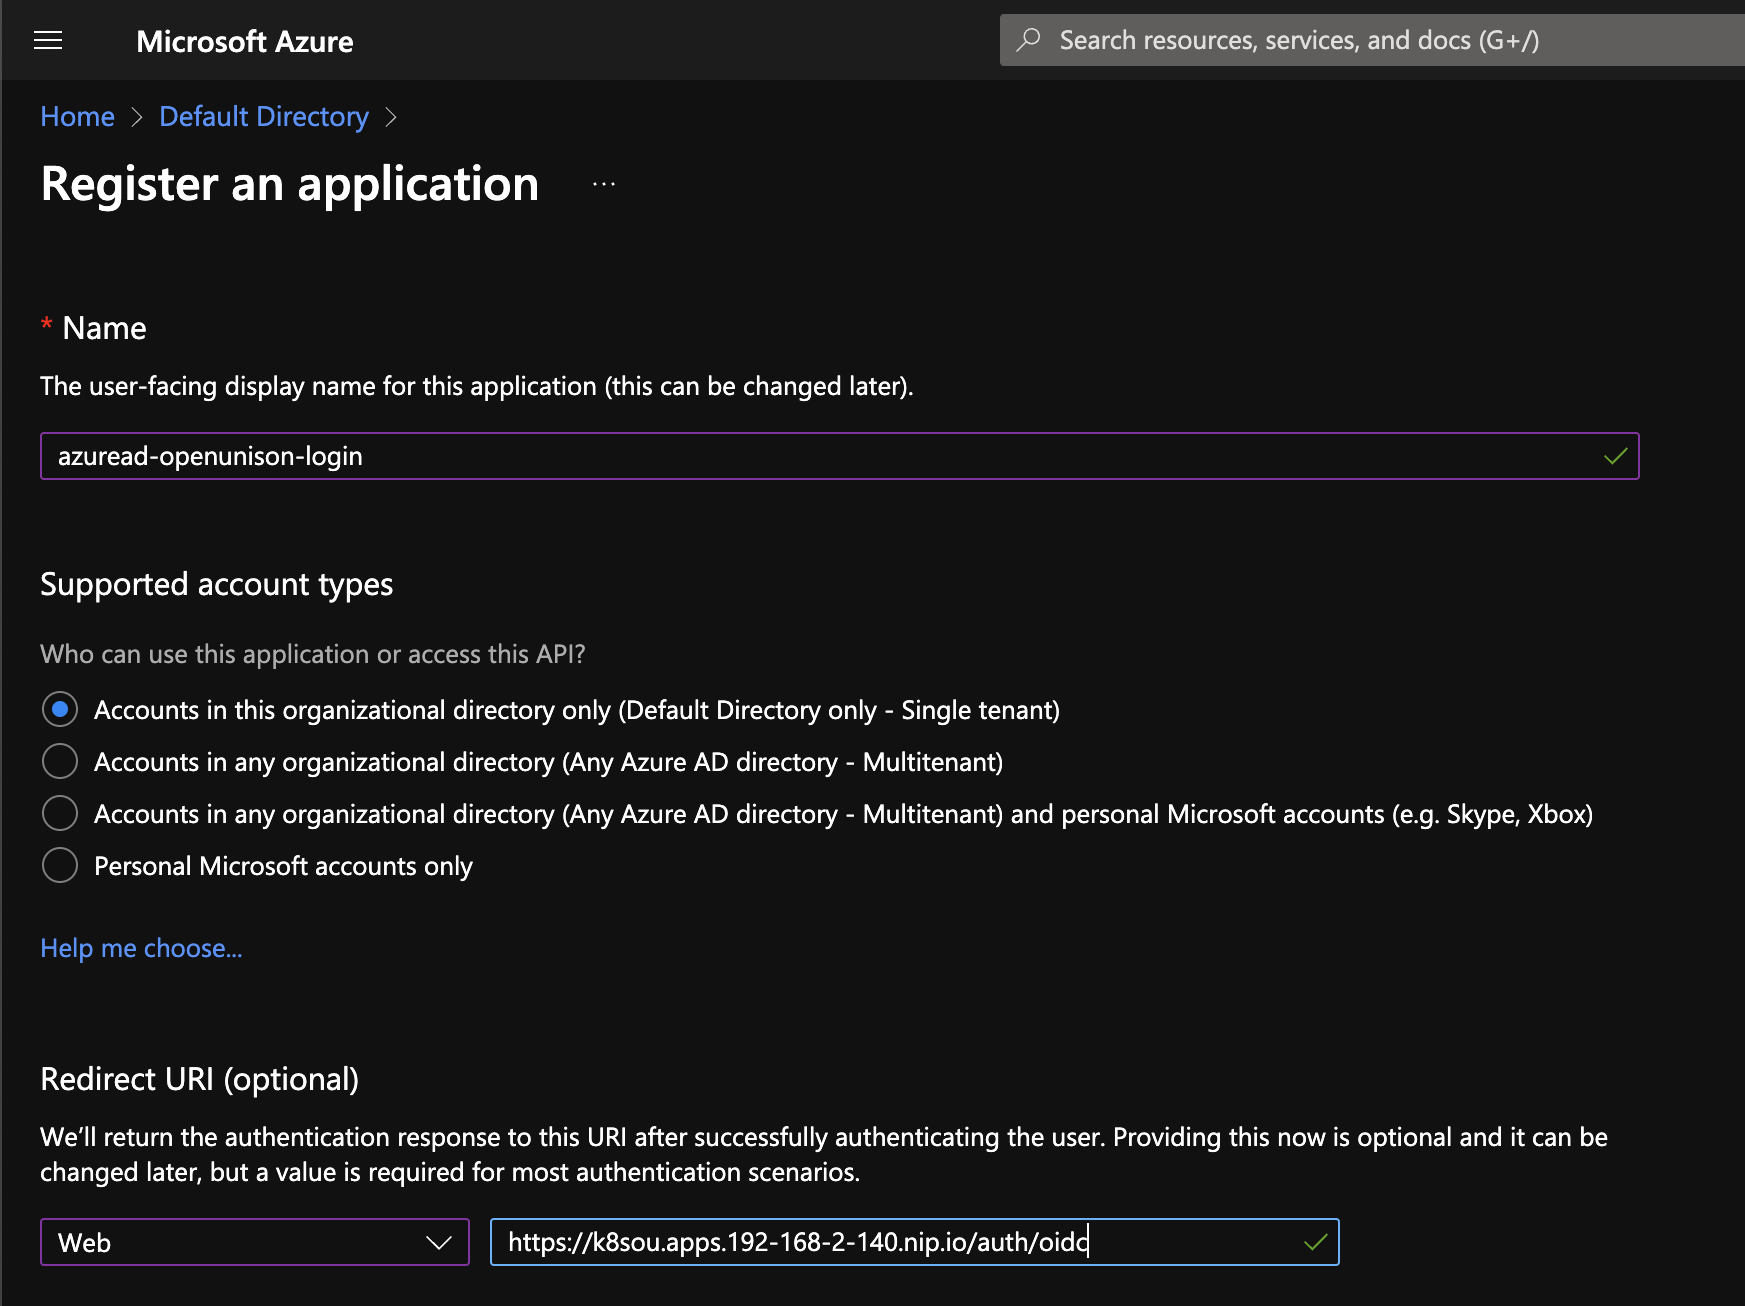 Microsoft Azure
Search resources, services, and docs (G+/)
Home > Default Directory >
Register an application ...
* Name
The user-facing display name for this application (this can be changed later).
azuread-openunison-login
Supported account types
Who can use this application or access this API?
Accounts in this organizational directory only (Default Directory only - Single tenant)
Accounts in any organizational directory (Any Azure AD directory - Multitenant)
Accounts in any organizational directory (Any Azure AD directory - Multitenant) and personal Microsoft accounts (e.g. Skype, Xbox)
Personal Microsoft accounts only
Help me choose...
Redirect URI (optional)
We’ll return the authentication response to this URI after successfully authenticating the user. Providing this now is optional and it can be
changed later, but a value is required for most authentication scenarios.
Web
https://k8sou.apps.192-168-2-140.nip.io/auth/oidc